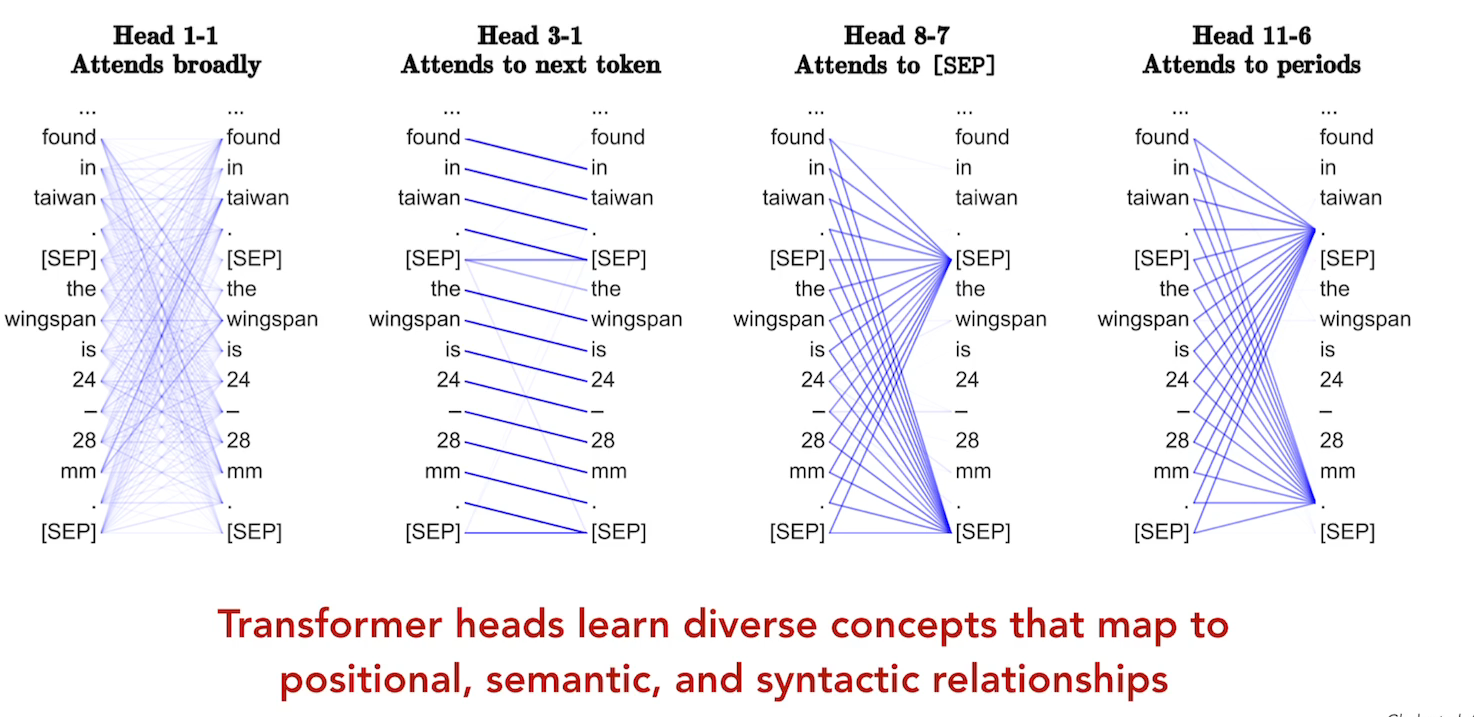 Head 1-1
Attends broadly
...
found
in
taiwan
.
[SEP]
the
wingspan
is
24
–
28
mm
.
[SEP]
...
found
in
taiwan
.
[SEP]
the
wingspan
is
24
–
28
mm
.
[SEP]
Head 3-1
Attends to next token
...
found
in
taiwan
.
[SEP]
the
wingspan
is
24
–
28
mm
.
[SEP]
...
found
in
taiwan
.
[SEP]
the
wingspan
is
24
–
28
mm
.
[SEP]
Head 8-7
Attends to [SEP]
...
found
in
taiwan
.
[SEP]
the
wingspan
is
24
–
28
mm
.
[SEP]
...
found
in
taiwan
.
[SEP]
the
wingspan
is
24
–
28
mm
.
[SEP]
Head 11-6
Attends to periods
...
found
in
taiwan
.
[SEP]
the
wingspan
is
24
–
28
mm
.
[SEP]
...
found
in
taiwan
.
[SEP]
the
wingspan
is
24
–
28
mm
.
[SEP]
Transformer heads learn diverse concepts that map to
positional, semantic, and syntactic relationships